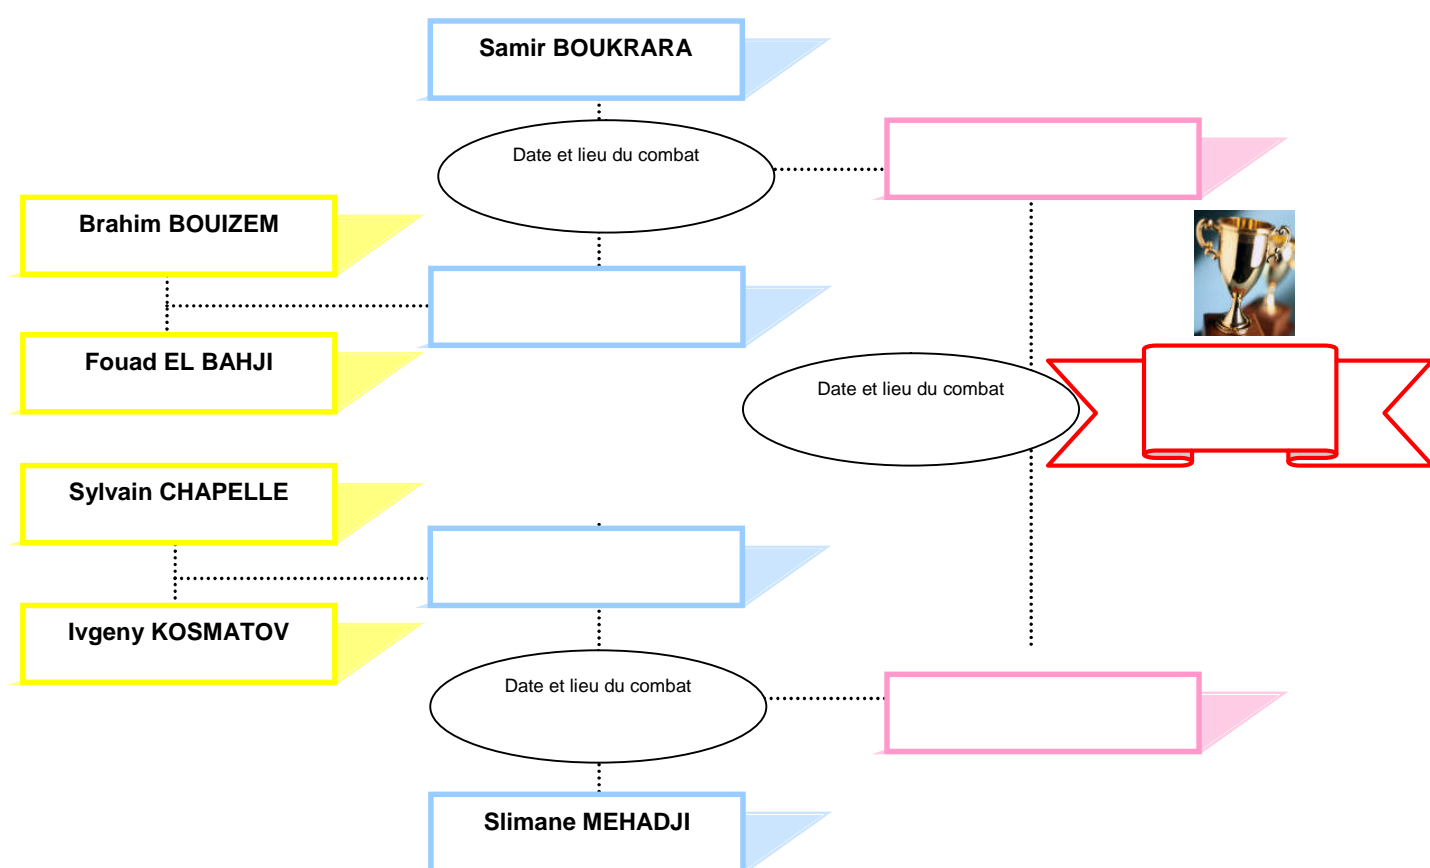 Samir BOUKRARA
Date et lieu du combat
Brahim BOUIZEM
Fouad EL BAHJI
Date et lieu du combat
Sylvain CHAPELLE
Ivgeny KOSMATOV
Date et lieu du combat
Slimane MEHADJI